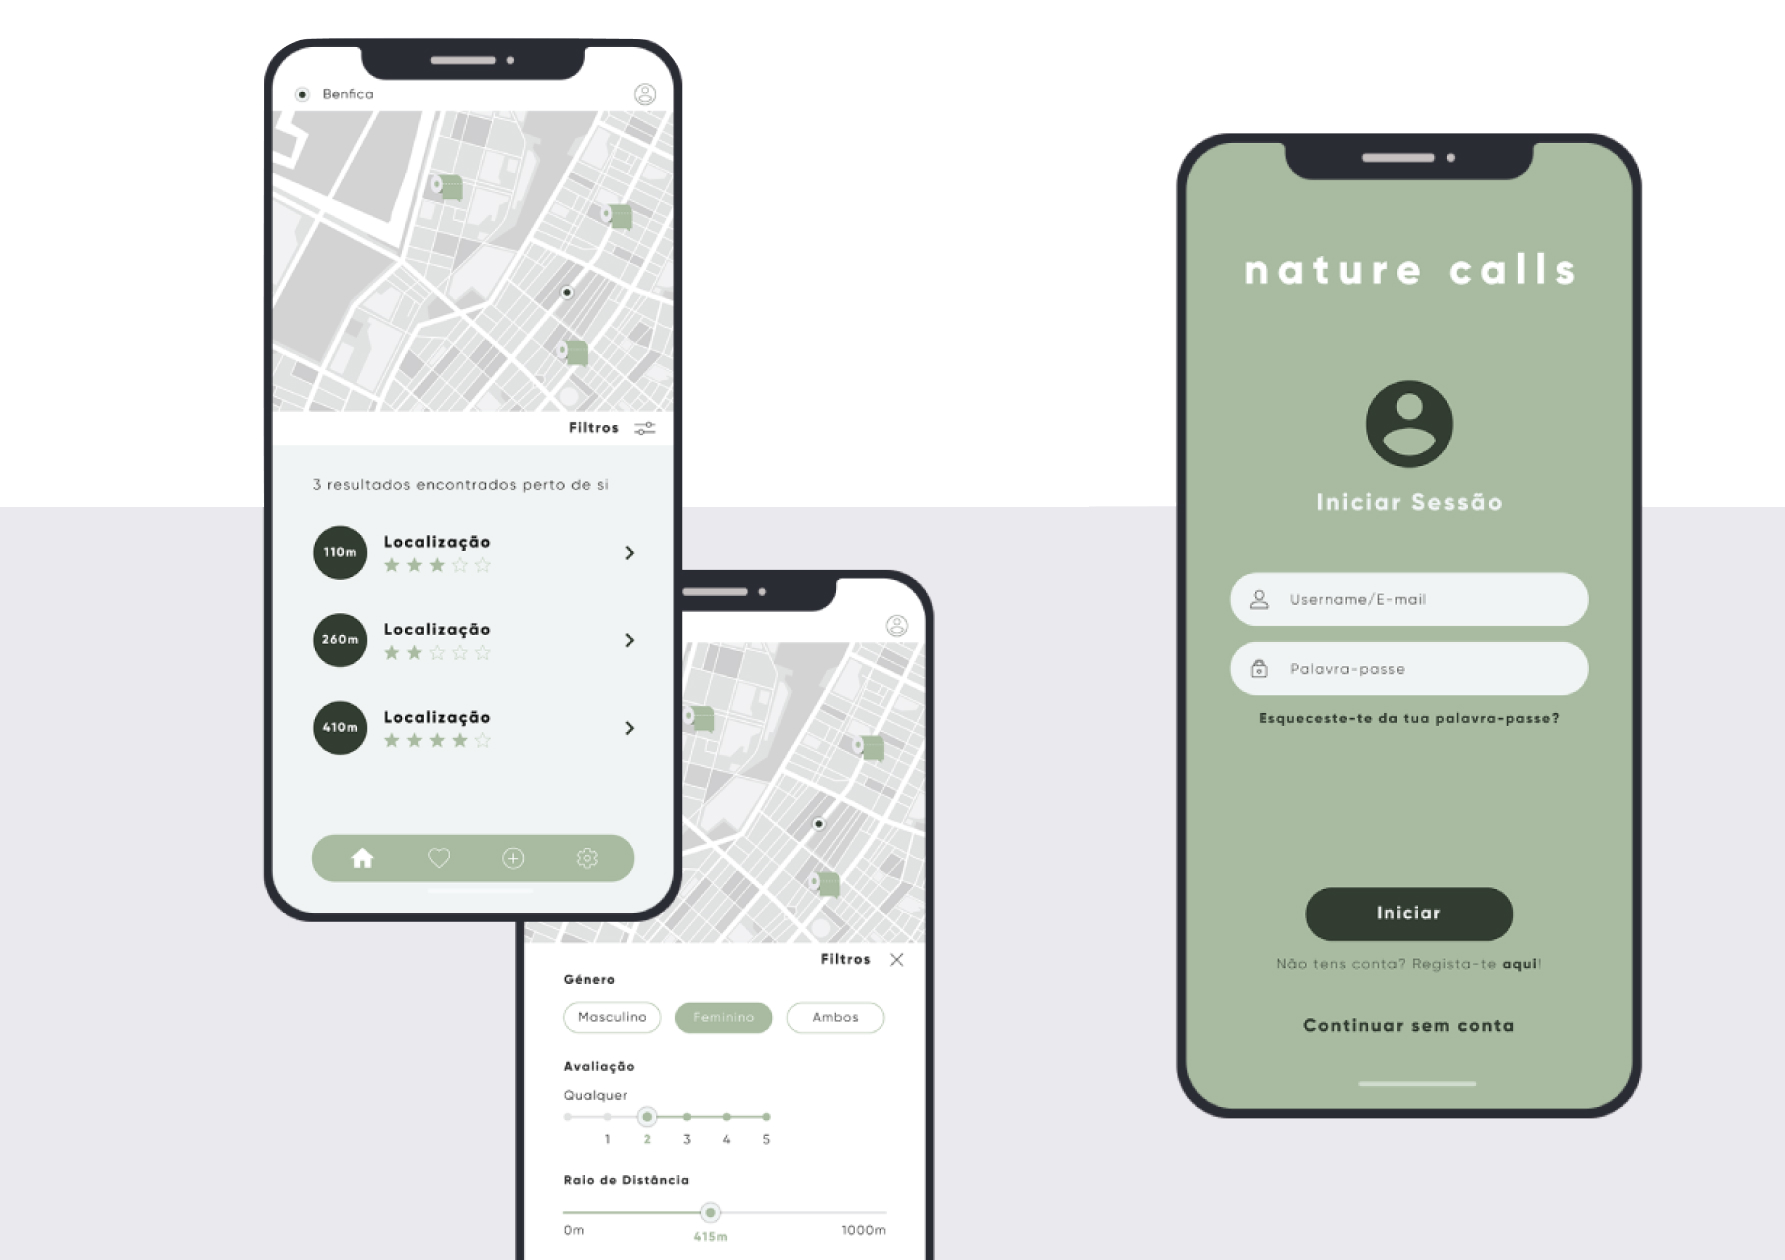 Benfica
Filtros
3 resultados encontrados perto de si
110m
Localização
260m
Localização
410m
Localização
Filtros
Género
Masculino
Feminino
Ambos
Avaliação
Qualquer
1 2 3 4 5
Raio de Distância
0m
415m
1000m
nature calls
Iniciar Sessão
Username/E-mail
Palavra-passe
Esqueceste-te da tua palavra-passe?
Iniciar
Não tens conta? Regista-te aqui!
Continuar sem conta